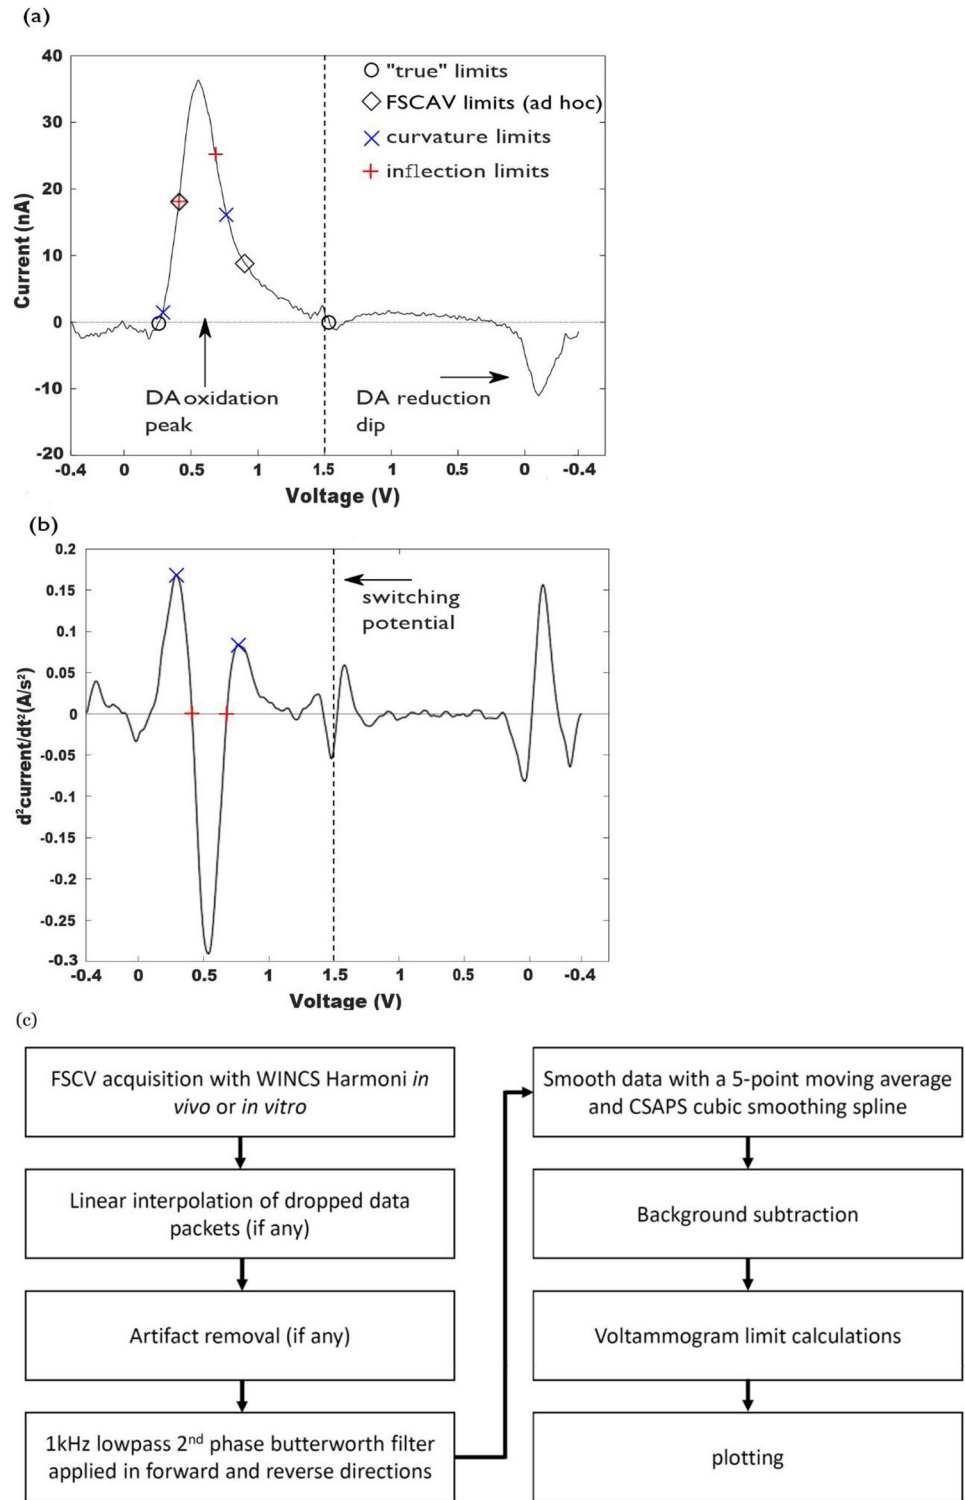 (a)
40
30
20
10
0
-10
-20
Current (nA)
"true" limits
FSCAV limits (ad hoc)
curvature limits
inflection limits
DA oxidation
peak
DA reduction
dip
-0.4 0 0.5 1 1.5 1 0.5 0 -0.4
Voltage (V)
(b)
0.2
0.15
0.1
0.05
0
-0.05
-0.1
-0.15
-0.2
-0.25
-0.3
d²current/dt²(A/s²)
switching
potential
-0.4 0 0.5 1 1.5 1 0.5 0 -0.4
Voltage (V)
(c)
FSCV acquisition with WINCS Harmoni in
vivo or in vitro
Linear interpolation of dropped data
packets (if any)
Artifact removal (if any)
1kHz lowpass 2nd phase butterworth filter
applied in forward and reverse directions
Smooth data with a 5-point moving average
and CSAPS cubic smoothing spline
Background subtraction
Voltammogram limit calculations
plotting